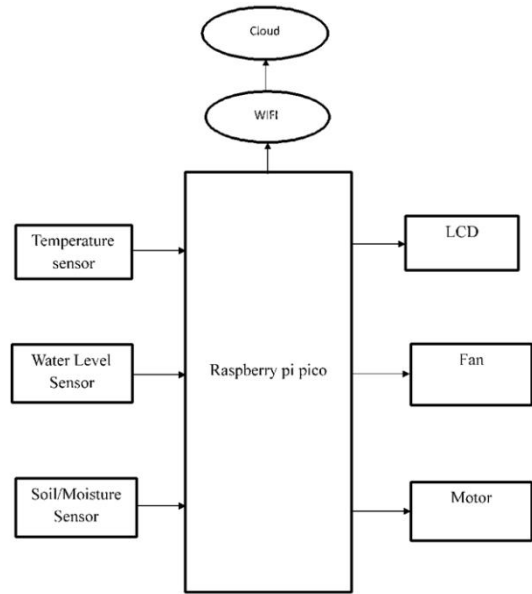 Cloud
WIFI
Temperature
sensor
Water Level
Sensor
Soil/Moisture
Sensor
Raspberry pi pico
LCD
Fan
Motor